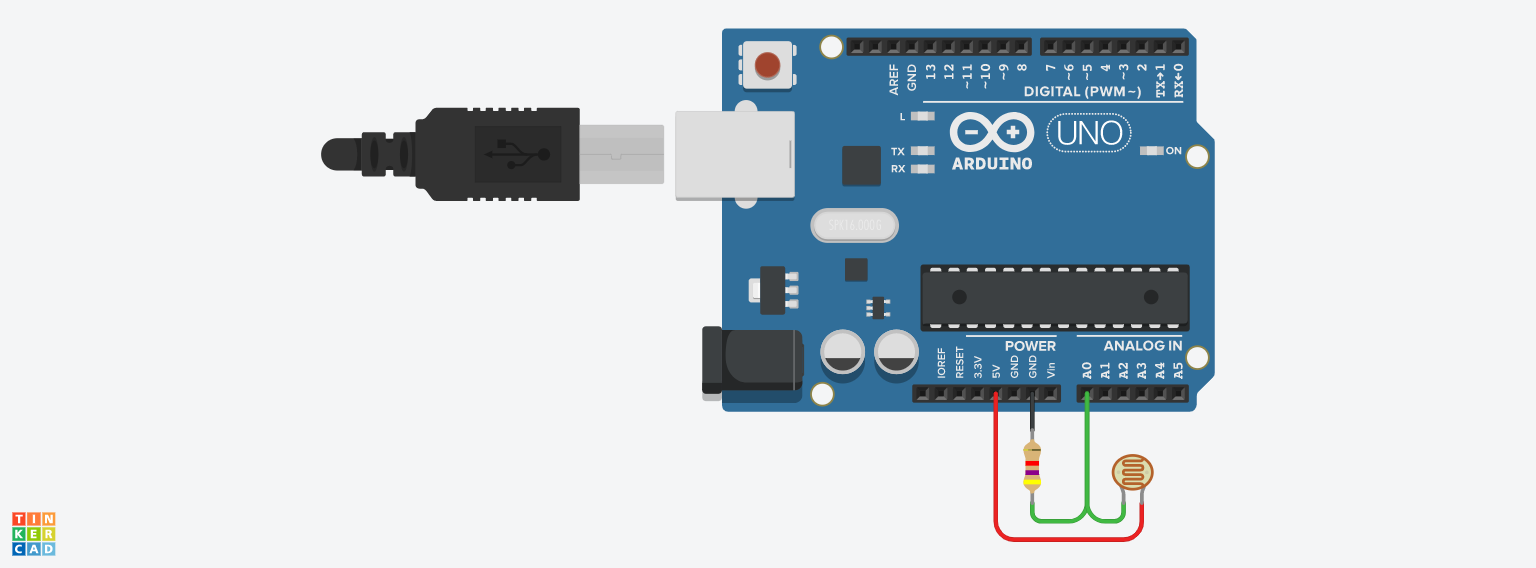 AREF
GND
13
12
~11
~10
~9
8
7
~6
~5
4
~3
2
TX→1
RX←0
DIGITAL (PWM ~)
L
TX
RX
UNO
ARDUINO
ON
POWER
ANALOG IN
IOREF
RESET
3.3V
5V
GND
GND
Vin
A0
A1
A2
A3
A4
A5
TIN
KER
CAD